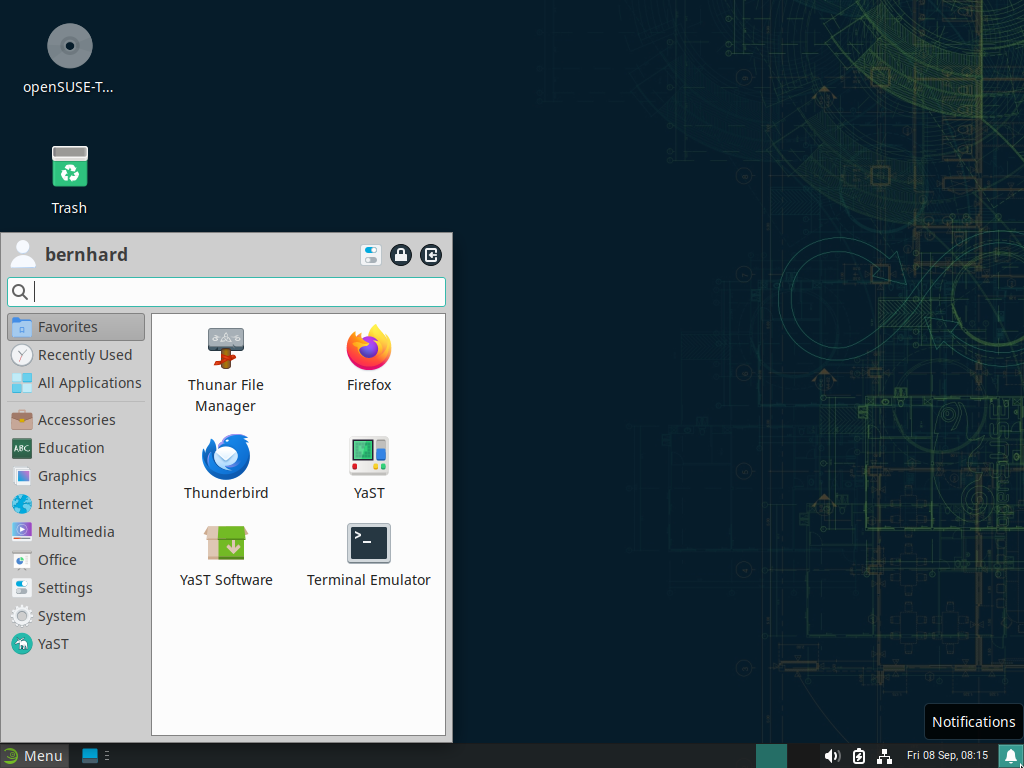 openSUSE-T...
Trash
bernhard
Favorites
Recently Used
All Applications
Accessories
Education
Graphics
Internet
Multimedia
Office
Settings
System
YaST
Thunar File
Manager
Firefox
Thunderbird
YaST
YaST Software
Terminal Emulator
Notifications
Menu
Fri 08 Sep, 08:15